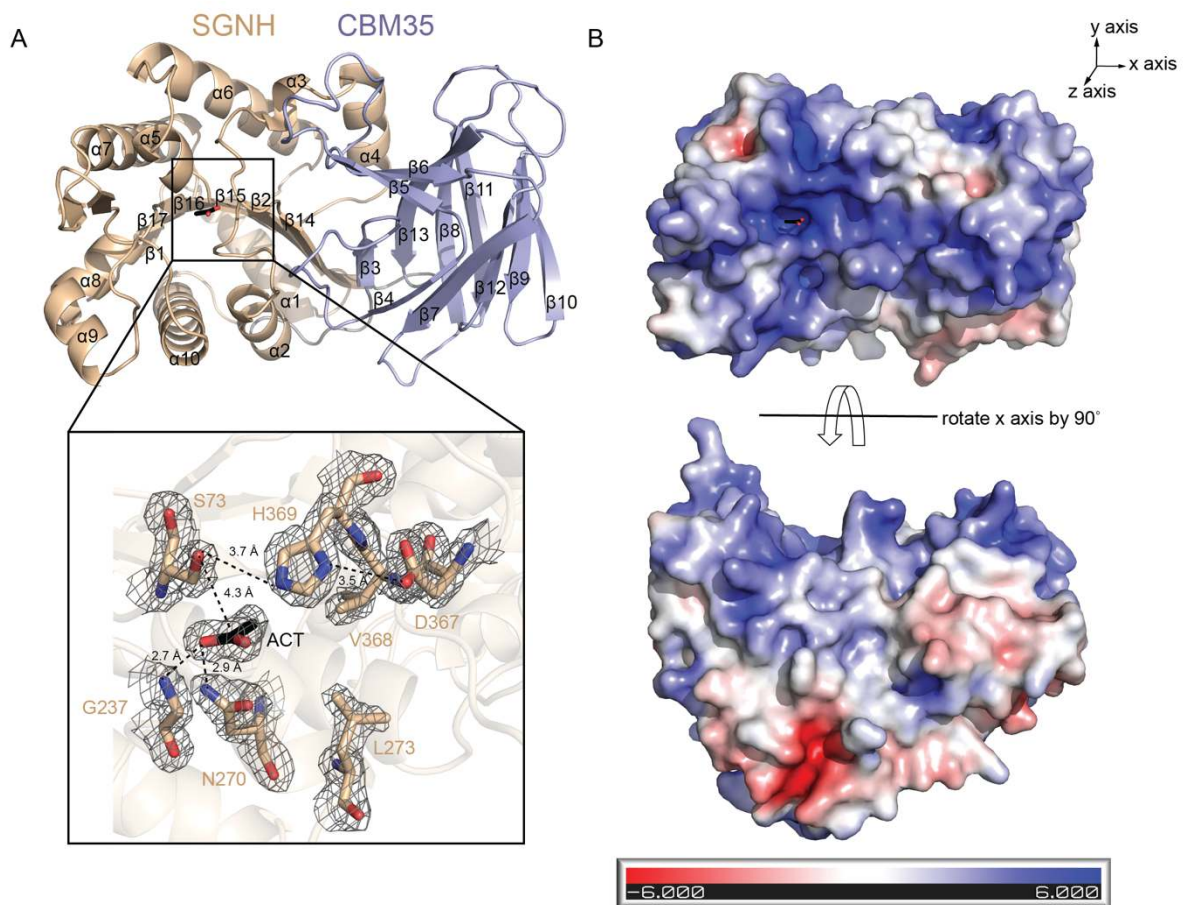 A
SGNH
CBM35
α6
α3
α7
α5
α4
β6
β5
β11
β16
β15
β2
β17
β14
β13
β8
β1
β3
α8
β9
β12
β10
α1
β4
β7
α9
α2
α10
S73
H369
3.7 Å
3.5 Å
4.3 Å
D367
ACT
V368
2.7 Å
2.9 Å
G237
L273
N270
B
y axis
x axis
z axis
rotate x axis by 90°
-6.000
6.000